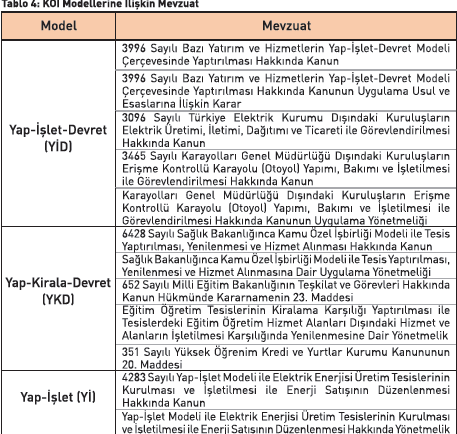 Tablo 4: KÖİ Modellerine İlişkin Mevzuat
Model
Mevzuat
Yap-İşlet-Devret
(YİD)
3996 Sayılı Bazı Yatırım ve Hizmetlerin Yap-İşlet-Devret Modeli
Çerçevesinde Yaptırılması Hakkında Kanun
3996 Sayılı Bazı Yatırım ve Hizmetlerin Yap-İşlet-Devret Modeli
Çerçevesinde Yaptırılması Hakkında Kanunun Uygulama Usul ve
Esaslarına İlişkin Karar
3096 Sayılı Türkiye Elektrik Kurumu Dışındaki Kuruluşların
Elektrik Üretimi, İletimi, Dağıtımı ve Ticareti ile Görevlendirilmesi
Hakkında Kanun
3465 Sayılı Karayolları Genel Müdürlüğü Dışındaki Kuruluşların
Erişme Kontrollü Karayolu (Otoyol) Yapımı, Bakımı ve İşletilmesi
ile Görevlendirilmesi Hakkında Kanun
Karayolları Genel Müdürlüğü Dışındaki Kuruluşların Erişme
Kontrollü Karayolu (Otoyol) Yapımı, Bakımı ve İşletilmesi ile
Görevlendirilmesi Hakkında Kanunun Uygulama Yönetmeliği
Yap-Kirala-Devret
(YKD)
6428 Sayılı Sağlık Bakanlığınca Kamu Özel İşbirliği Modeli ile Tesis
Yaptırılması, Yenilenmesi ve Hizmet Alınması Hakkında Kanun
Sağlık Bakanlığınca Kamu Özel İşbirliği Modeli ile Tesis Yaptırılması,
Yenilenmesi ve Hizmet Alınmasına Dair Uygulama Yönetmeliği
652 Sayılı Milli Eğitim Bakanlığının Teşkilat ve Görevleri Hakkında
Kanun Hükmünde Kararnamenin 23. Maddesi
Eğitim Öğretim Tesislerinin Kiralama Karşılığı Yaptırılması ile
Tesislerdeki Eğitim Öğretim Hizmet Alanları Dışındaki Hizmet ve
Alanların İşletilmesi Karşılığında Yenilenmesine Dair Yönetmelik
351 Sayılı Yüksek Öğrenim Kredi ve Yurtlar Kurumu Kanununun
20. Maddesi
Yap-İşlet (Yİ)
4283 Sayılı Yap-İşlet Modeli ile Elektrik Enerjisi Üretim Tesislerinin
Kurulması ve İşletilmesi ile Enerji Satışının Düzenlenmesi
Hakkında Kanun
Yap-İşlet Modeli ile Elektrik Enerjisi Üretim Tesislerinin Kurulması
ve İşletilmesi ile Enerji Satışının Düzenlenmesi Hakkında Yönetmelik